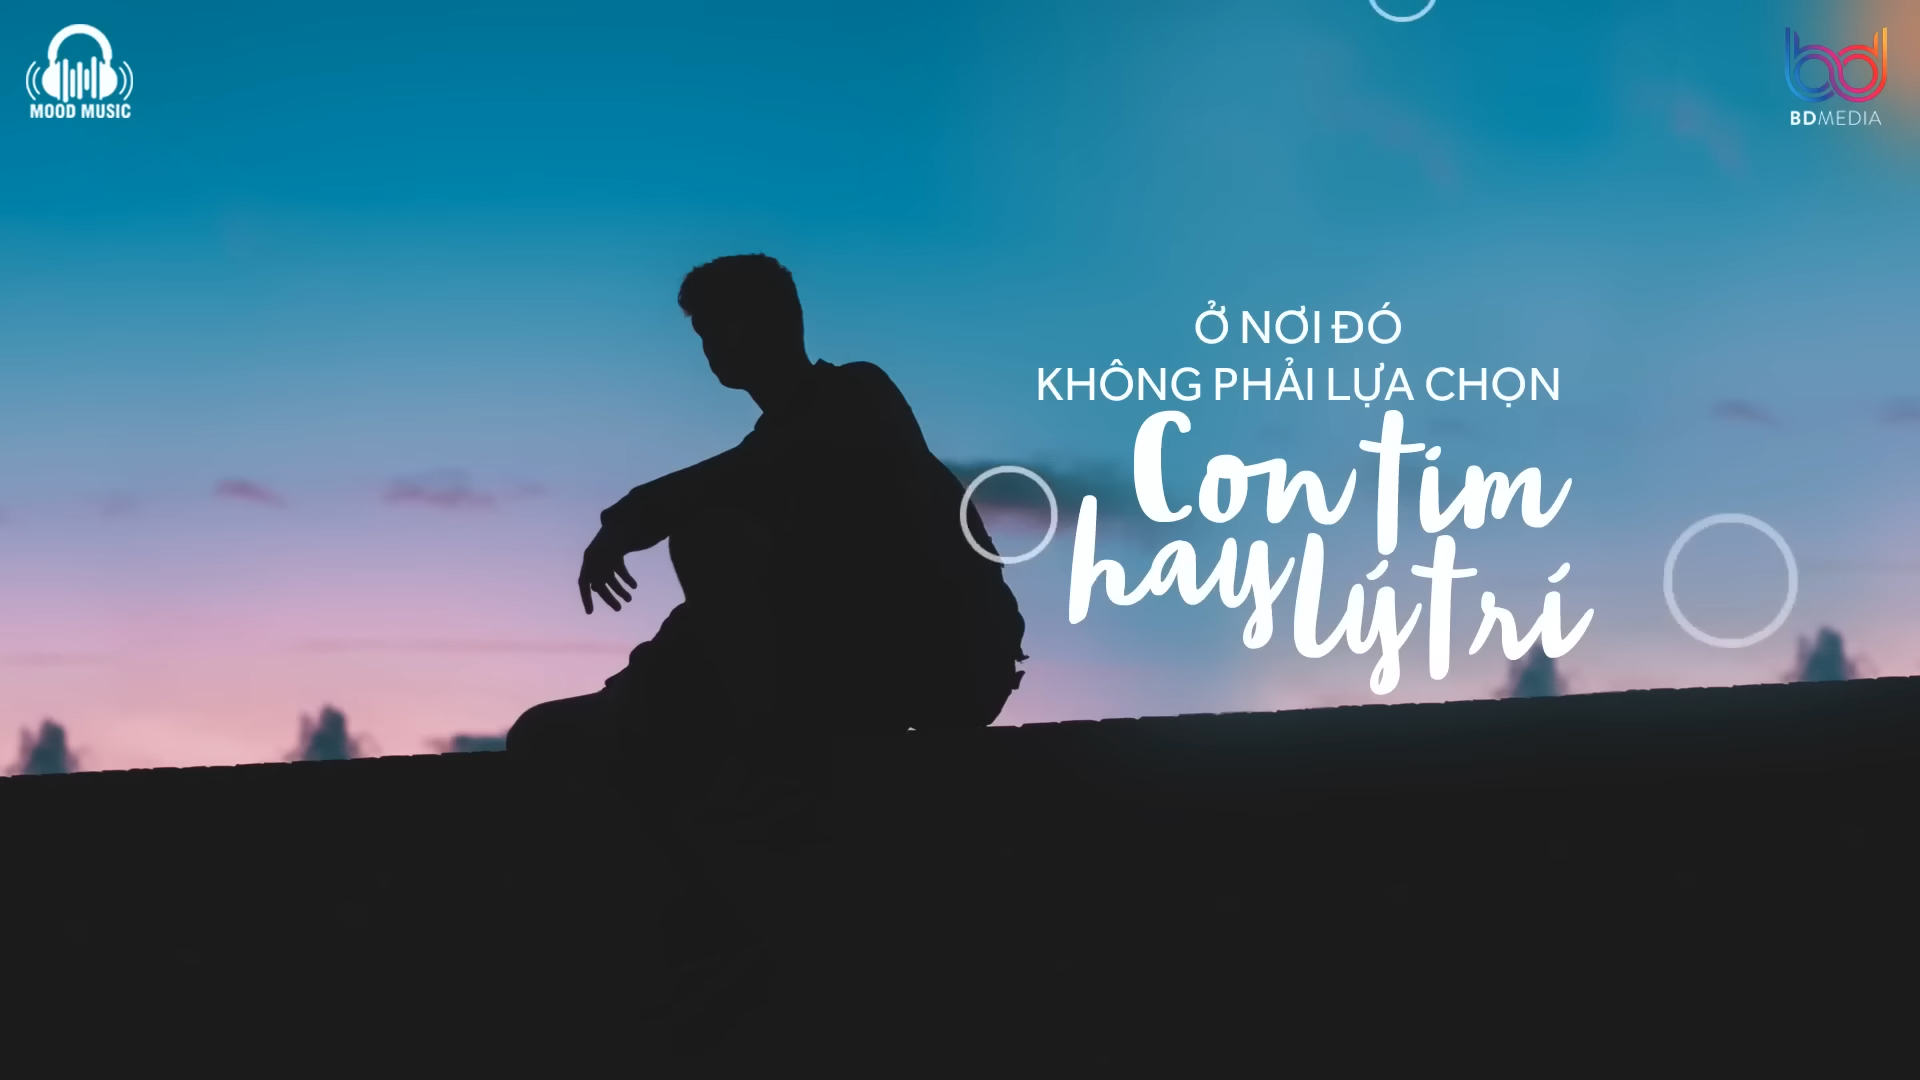 MOOD MUSIC
BDMEDIA
Ở NƠI ĐÓ
KHÔNG PHẢI LỰA CHỌN
Con tim
hay lý trí